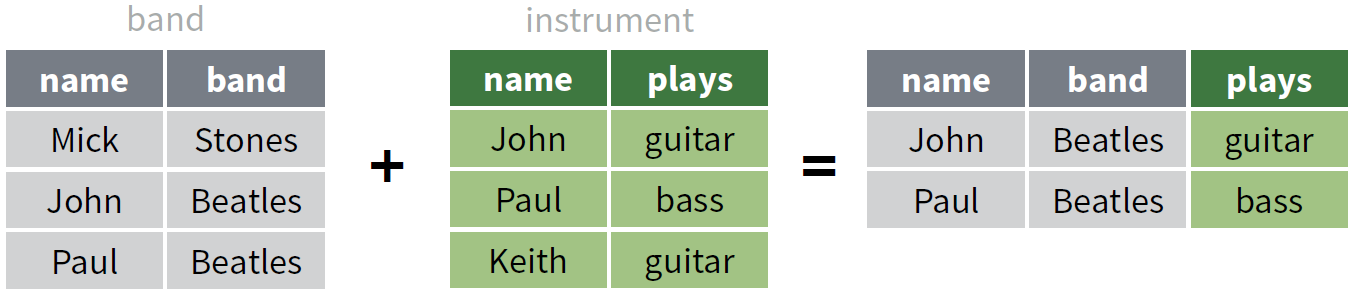 band instrument
name band name plays name band plays
Mick Stones John guitar John Beatles guitar
+ =
John Beatles Paul bass Paul Beatles bass
Paul Beatles Keith guitar